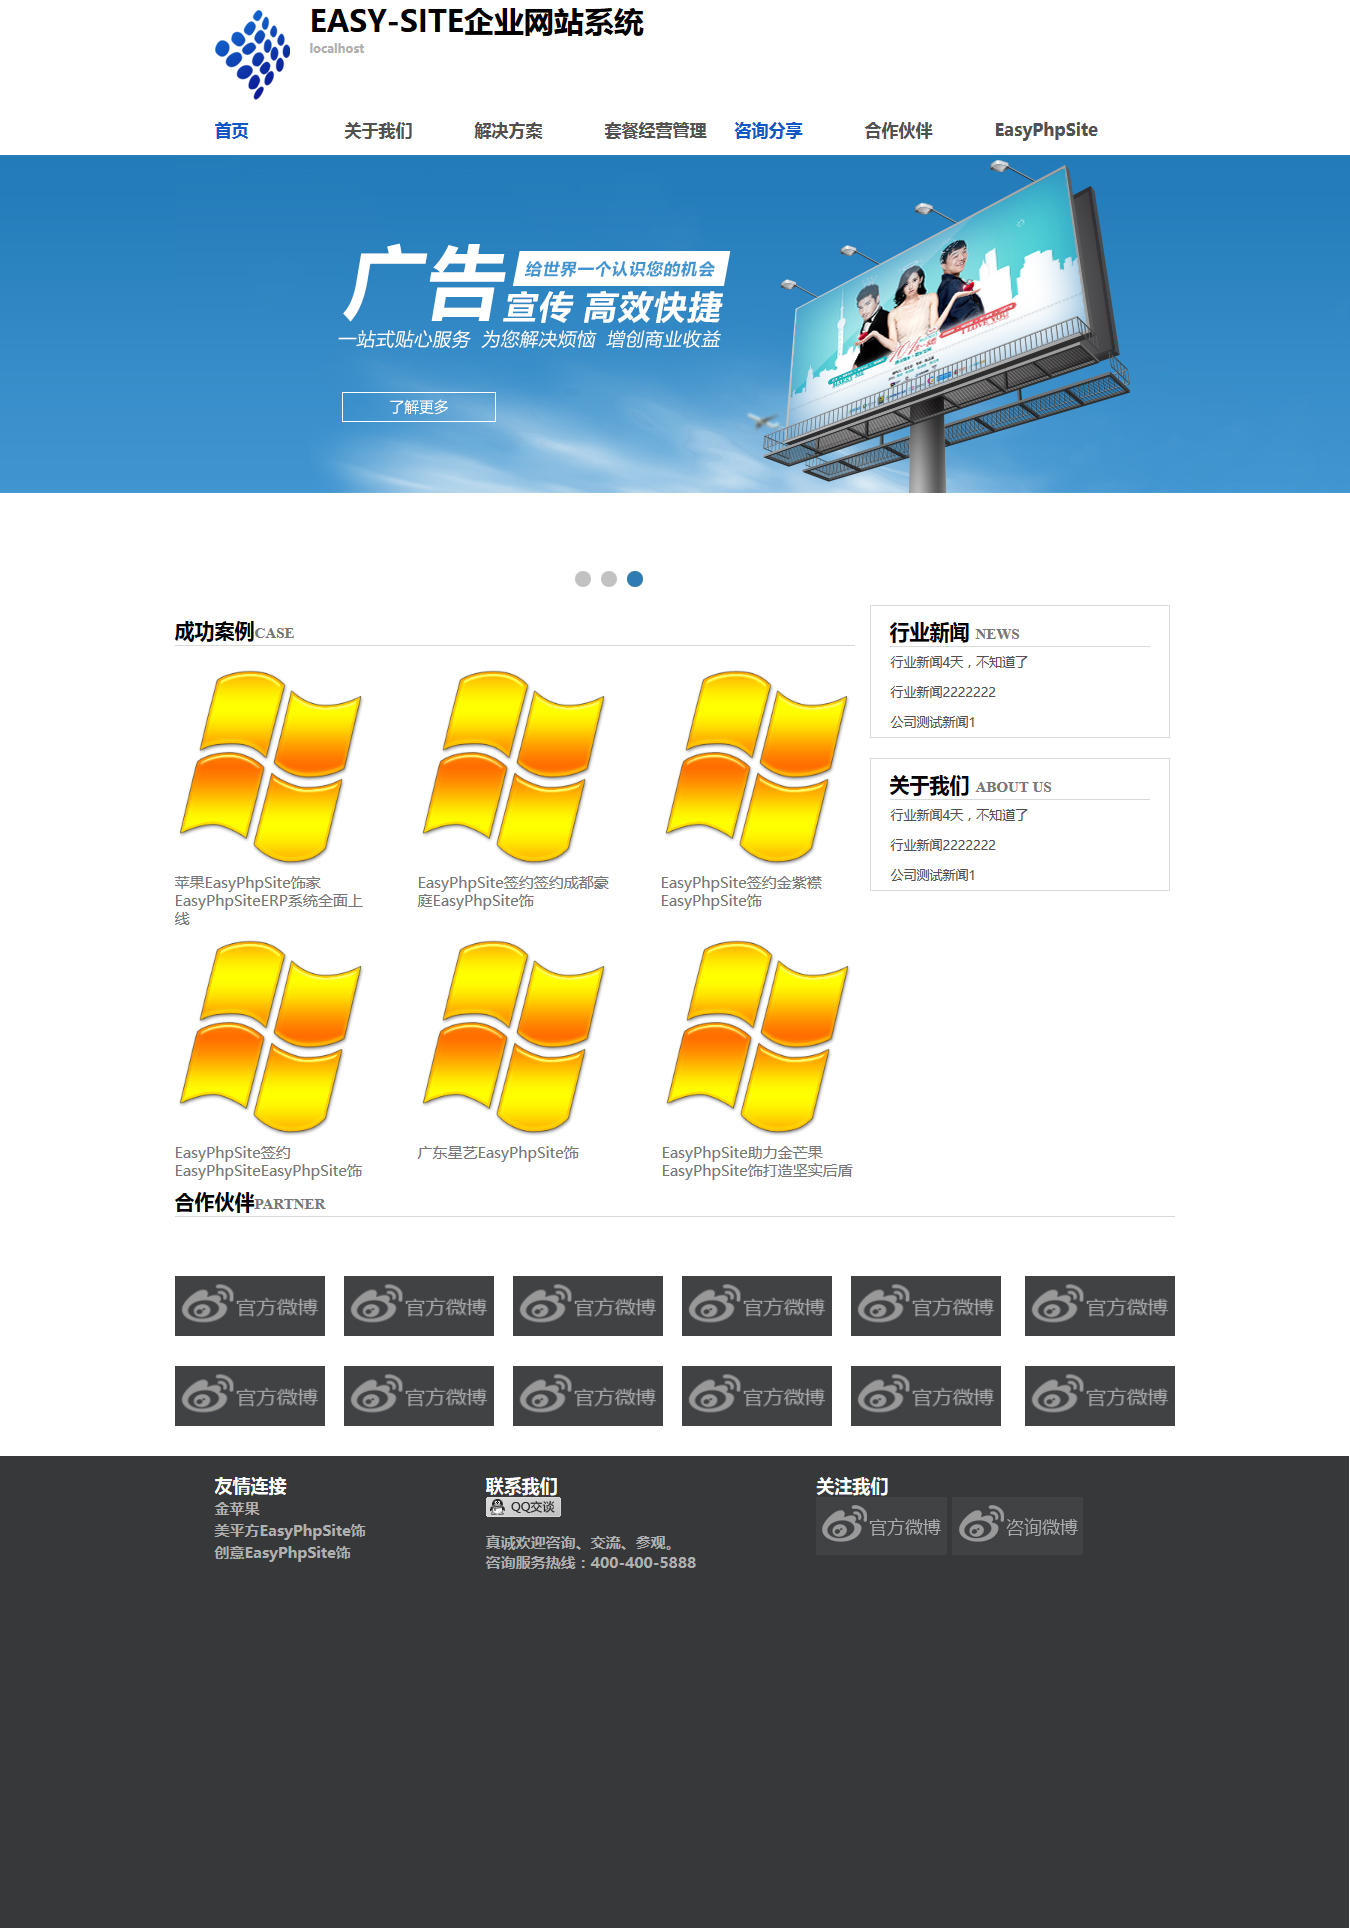 EASY-SITE企业网站系统
localhost
首页 关于我们 解决方案 套餐经营管理 咨询分享 合作伙伴 EasyPhpSite
广告 给世界一个认识您的机会
宣传 高效快捷
一站式贴心服务 为您解决烦恼 增创商业收益
了解更多
成功案例CASE
苹果EasyPhpSite饰家
EasyPhpSiteERP系统全面上
线
EasyPhpSite签约签约成都豪
庭EasyPhpSite饰
EasyPhpSite签约金紫襟
EasyPhpSite饰
EasyPhpSite签约
EasyPhpSiteEasyPhpSite饰
广东星艺EasyPhpSite饰
EasyPhpSite助力金芒果
EasyPhpSite饰打造坚实后盾
行业新闻 NEWS
行业新闻4天，不知道了
行业新闻2222222
公司测试新闻1
关于我们 ABOUT US
行业新闻4天，不知道了
行业新闻2222222
公司测试新闻1
合作伙伴PARTNER
官方微博 官方微博 官方微博 官方微博 官方微博 官方微博
官方微博 官方微博 官方微博 官方微博 官方微博 官方微博
友情连接
金苹果
美平方EasyPhpSite饰
创意EasyPhpSite饰
联系我们
QQ交谈
真诚欢迎咨询、交流、参观。
咨询服务热线：400-400-5888
关注我们
官方微博 咨询微博